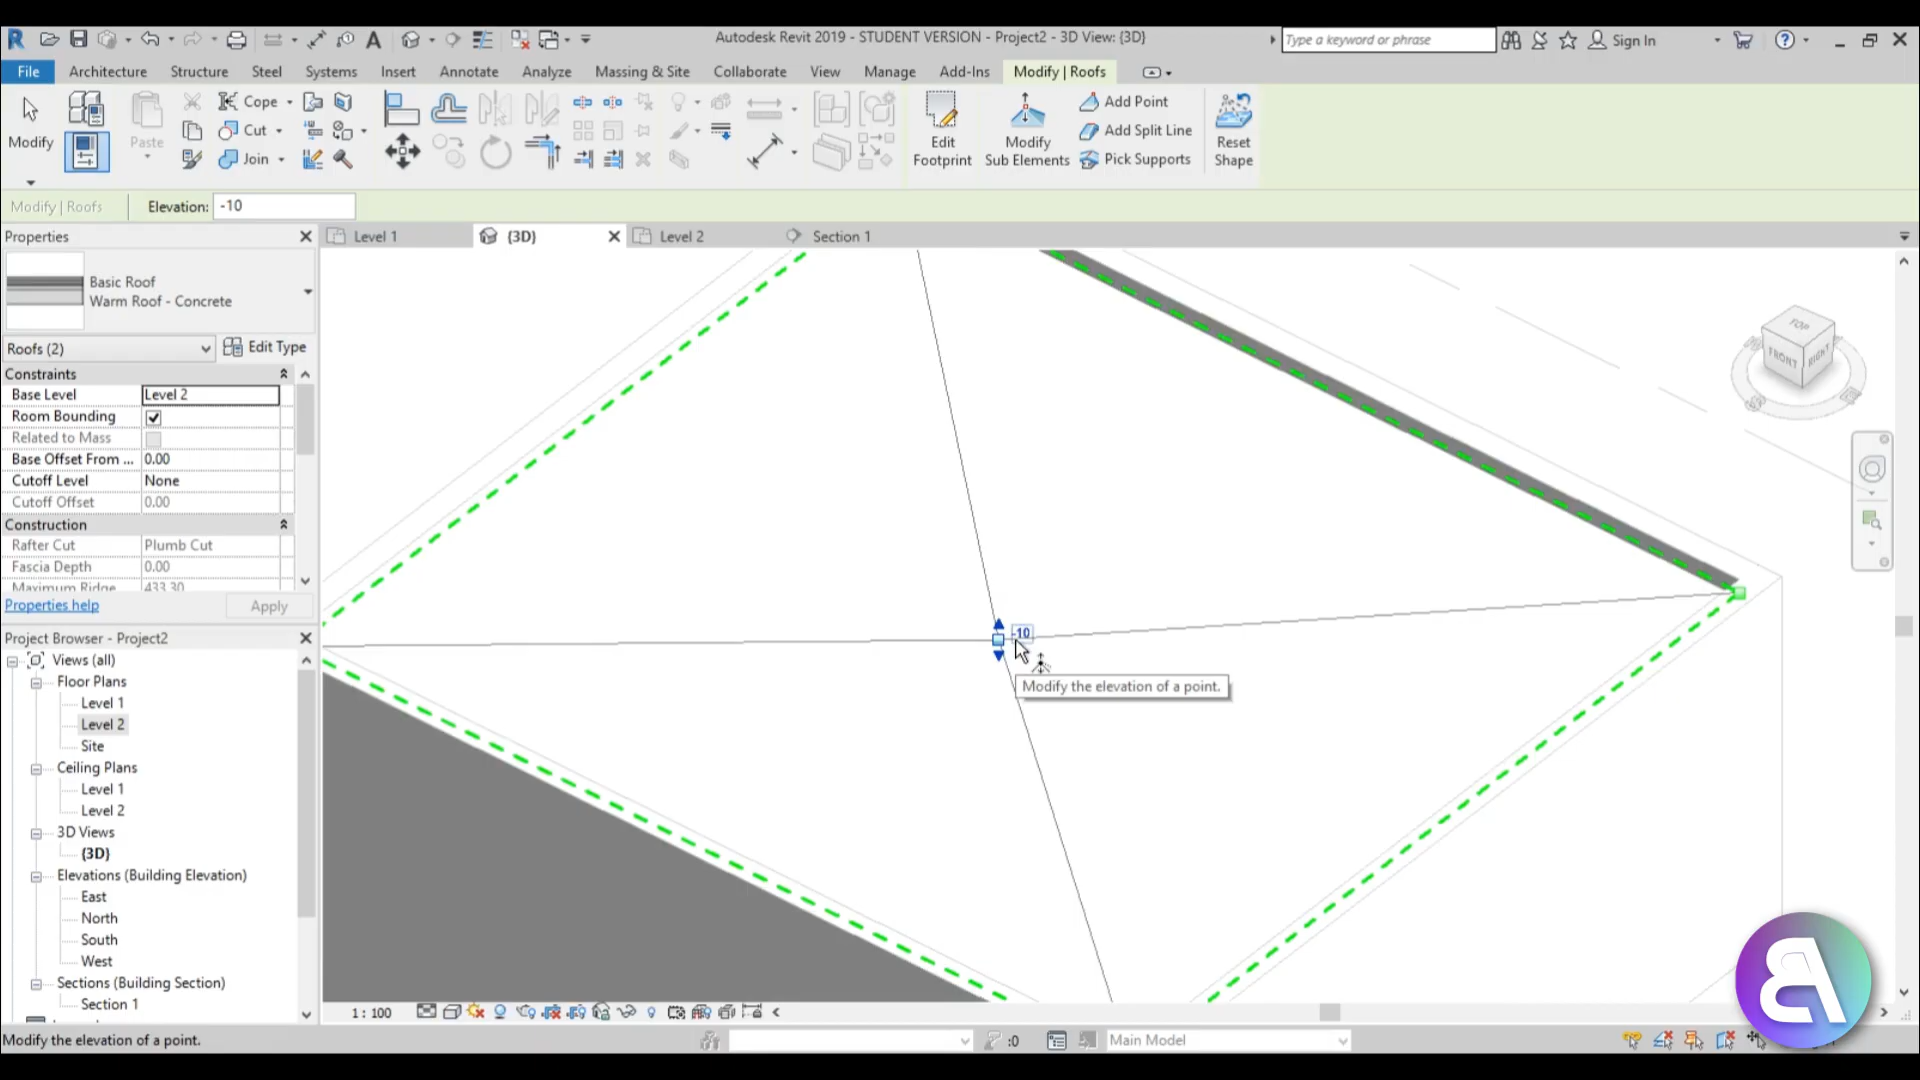 Autodesk Revit 2019 - STUDENT VERSION - Project2 - 3D View: {3D}
Type a keyword or phrase
Sign In
File Architecture Structure Steel Systems Insert Annotate Analyze Massing & Site Collaborate View Manage Add-Ins Modify | Roofs
Modify
Paste
Cope
Cut
Join
Edit Footprint
Modify Sub Elements
Add Point
Add Split Line
Pick Supports
Reset Shape
Modify | Roofs
Elevation: -10
Properties
Level 1
{3D}
Level 2
Section 1
Basic Roof
Warm Roof - Concrete
Roofs (2)
Edit Type
Constraints
Base Level Level 2
Room Bounding
Related to Mass
Base Offset From ... 0.00
Cutoff Level None
Cutoff Offset 0.00
Construction
Rafter Cut Plumb Cut
Fascia Depth 0.00
Maximum Ridge 433.30
Properties help
Apply
Project Browser - Project2
Views (all)
Floor Plans
Level 1
Level 2
Site
Ceiling Plans
Level 1
Level 2
3D Views
{3D}
Elevations (Building Elevation)
East
North
South
West
Sections (Building Section)
Section 1
-10
Modify the elevation of a point.
TOP
FRONT
RIGHT
1 : 100
Modify the elevation of a point.
:0
Main Model